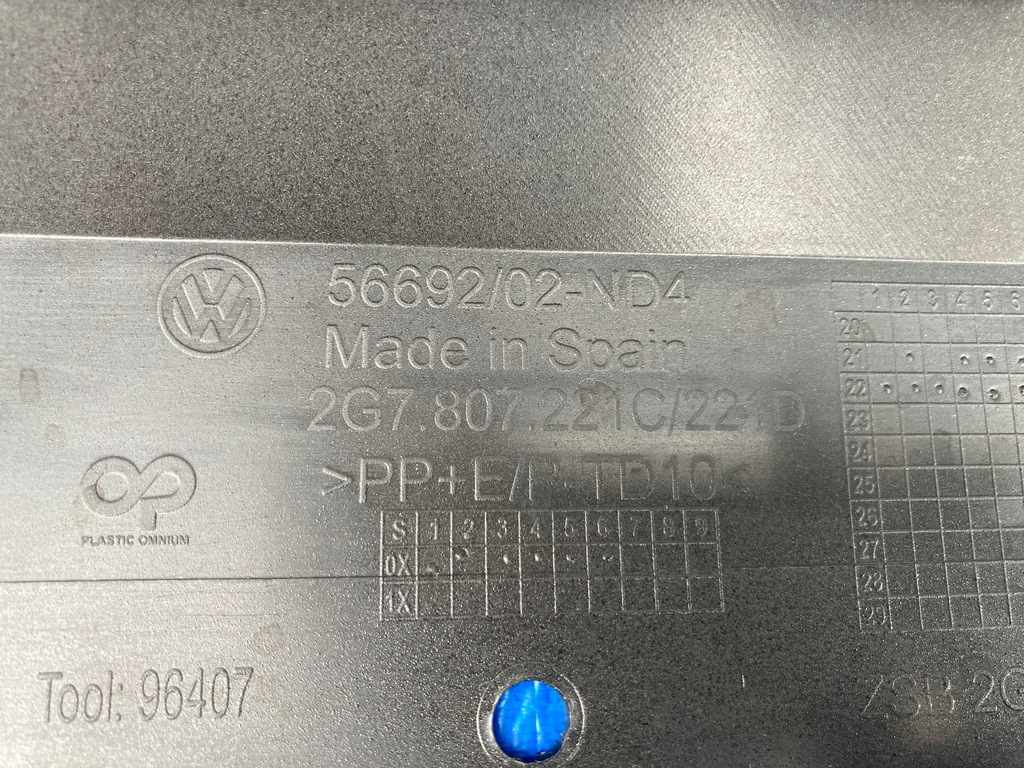 56692/02-ND4
Made in Spain
2G7.807.221C/221D
>PP+E/P-TD10<
PLASTIC OMNIUM
S 1 2 3 4 5 6 7 8 9
0X
1X
Tool: 96407
1 2 3 4 5 6
20
21
22
23
24
25
26
27
28
29
ZSB 2G